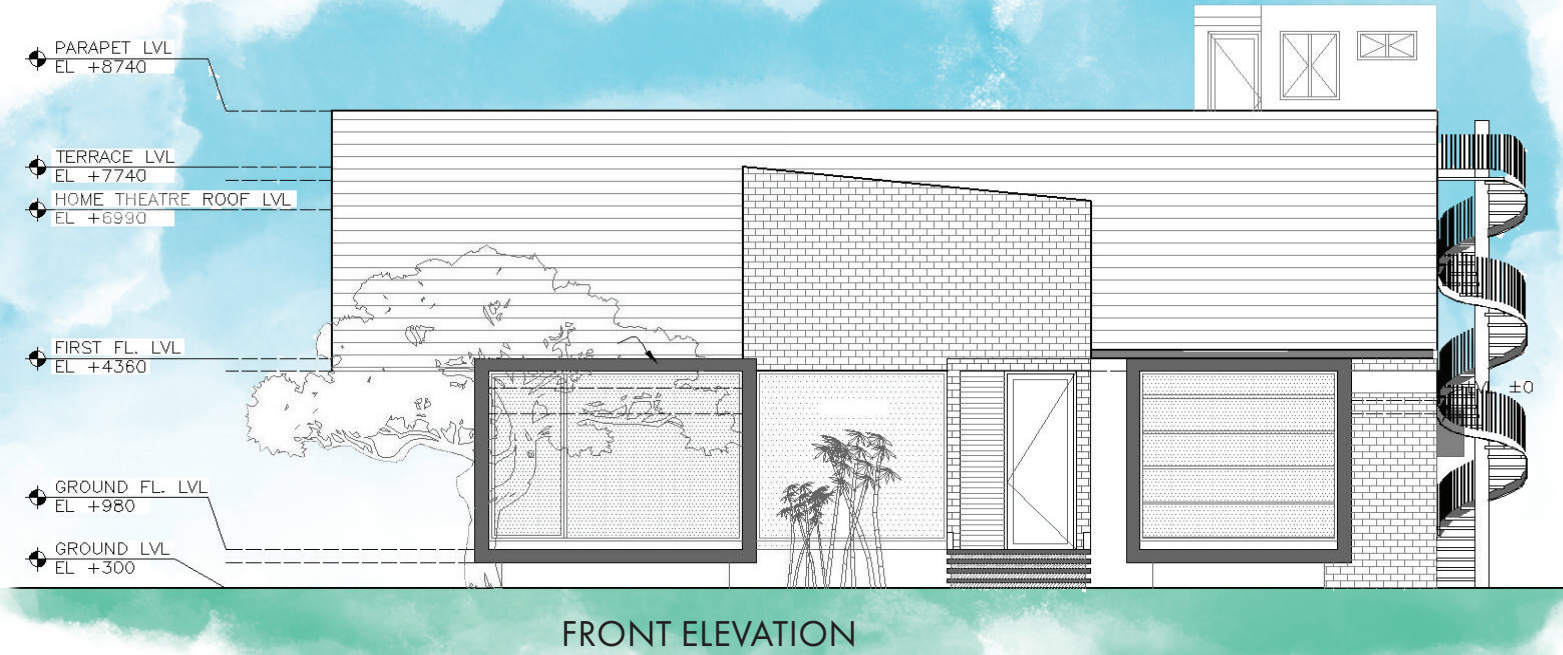 PARAPET LVL
EL +8740
TERRACE LVL
EL +7740
HOME THEATRE ROOF LVL
EL +6990
FIRST FL. LVL
EL +4360
±0
GROUND FL. LVL
EL +980
GROUND LVL
EL +300
FRONT ELEVATION